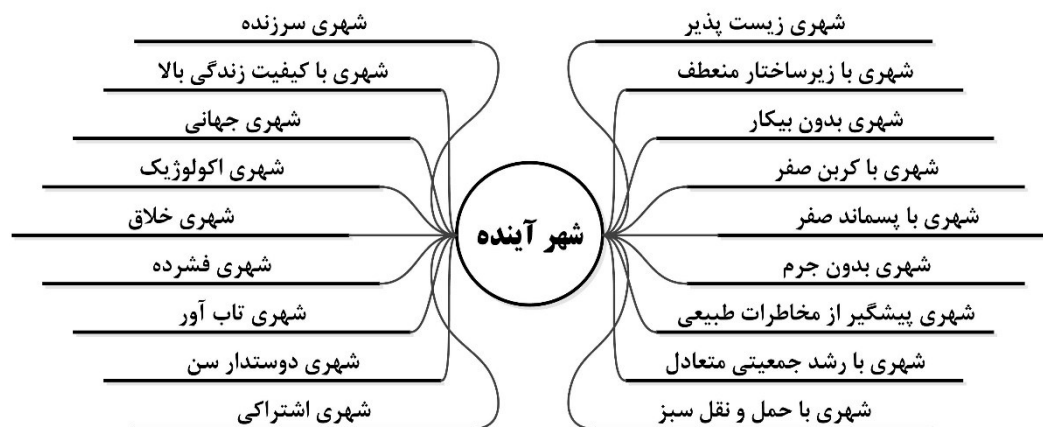 شهری زیست پذیر
شهری با زیرساختار منعطف
شهری بدون بیکار
شهری با کربن صفر
شهری با پسماند صفر
شهری بدون جرم
شهری پیشگیر از مخاطرات طبیعی
شهری با رشد جمعیتی متعادل
شهری با حمل و نقل سبز
شهر آینده
شهری سرزنده
شهری با کیفیت زندگی بالا
شهری جهانی
شهری اکولوژیک
شهری خلاق
شهری فشرده
شهری تاب آور
شهری دوستدار سن
شهری اشتراکی